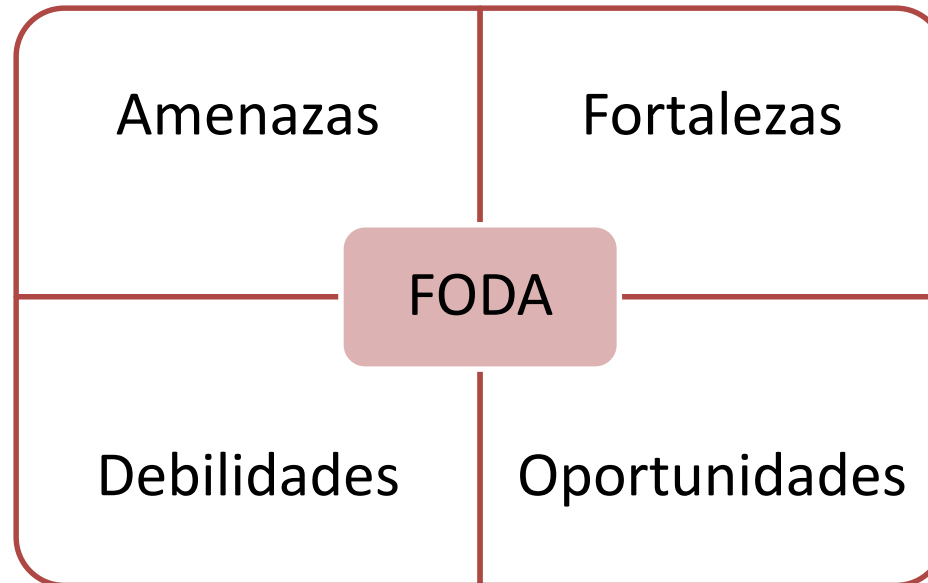 Amenazas
Fortalezas
FODA
Debilidades
Oportunidades